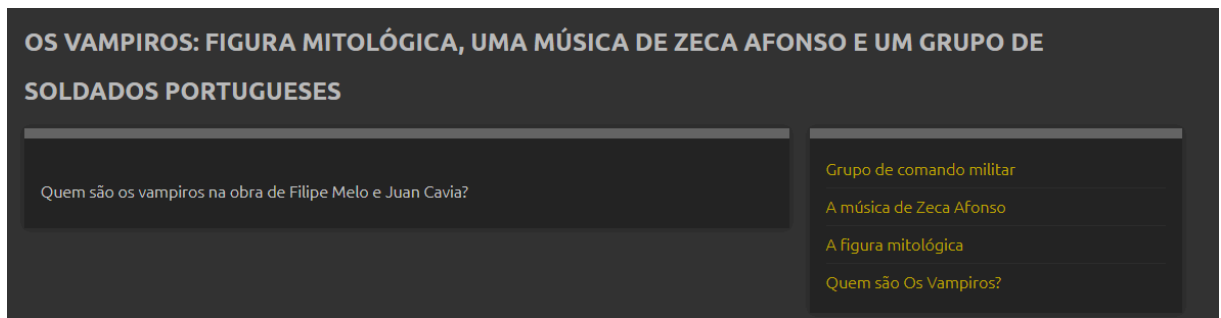 OS VAMPIROS: FIGURA MITOLÓGICA, UMA MÚSICA DE ZECA AFONSO E UM GRUPO DE
SOLDADOS PORTUGUESES
Quem são os vampiros na obra de Filipe Melo e Juan Cavia?
Grupo de comando militar
A música de Zeca Afonso
A figura mitológica
Quem são Os Vampiros?